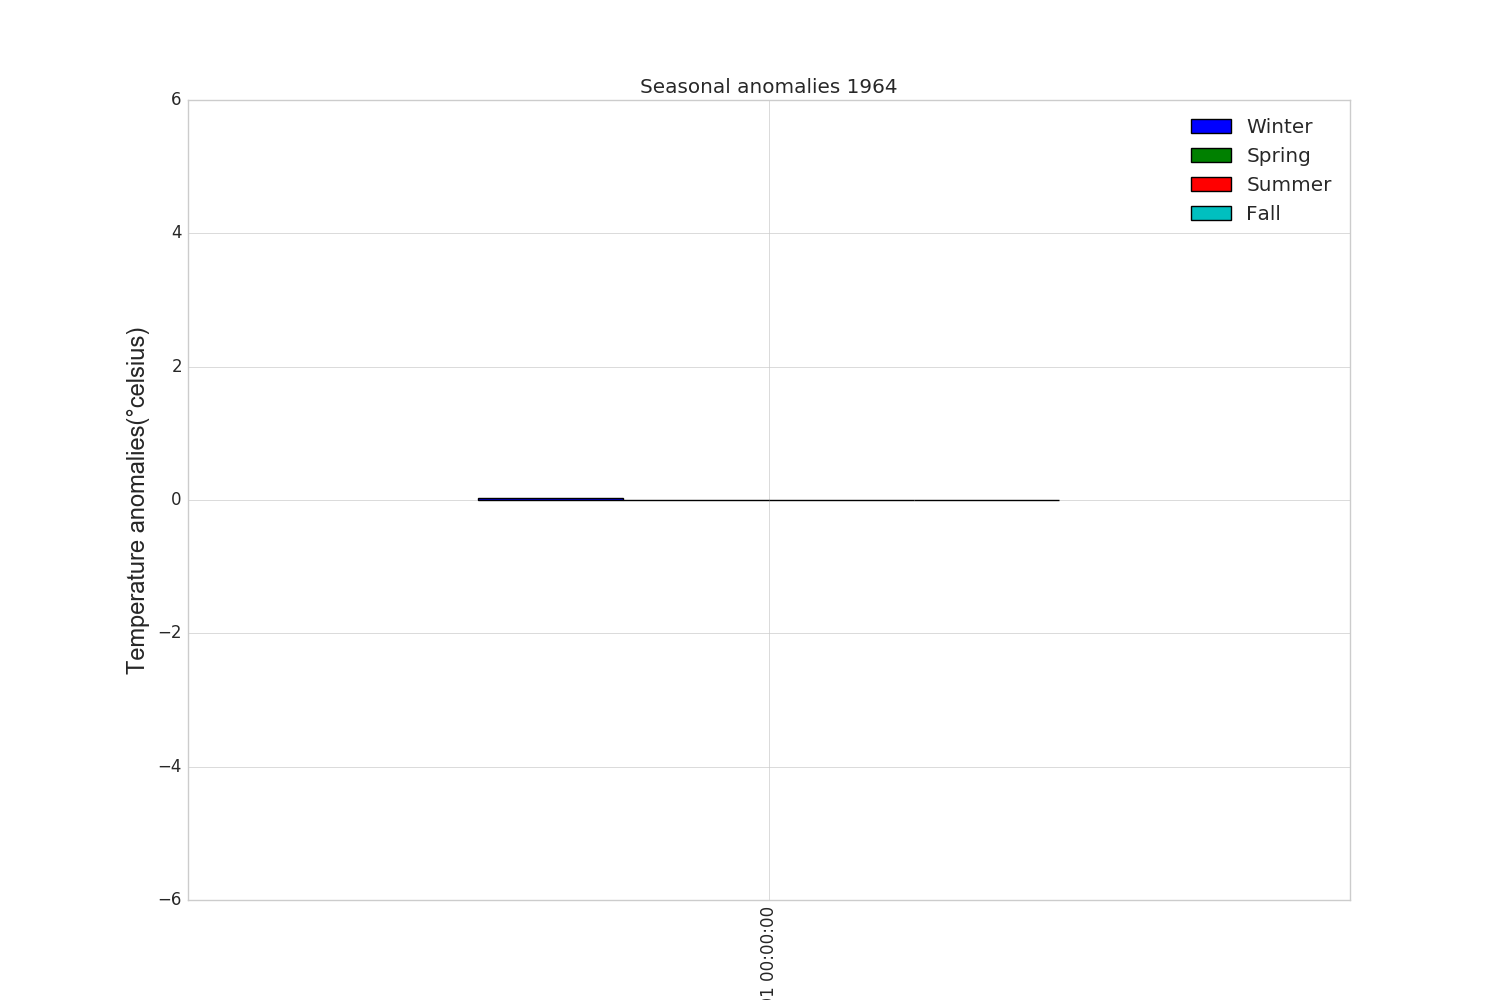 Seasonal anomalies 1964
6
4
2
0
−2
−4
−6
Temperature anomalies(°celsius)
Winter
Spring
Summer
Fall
01 00:00:00